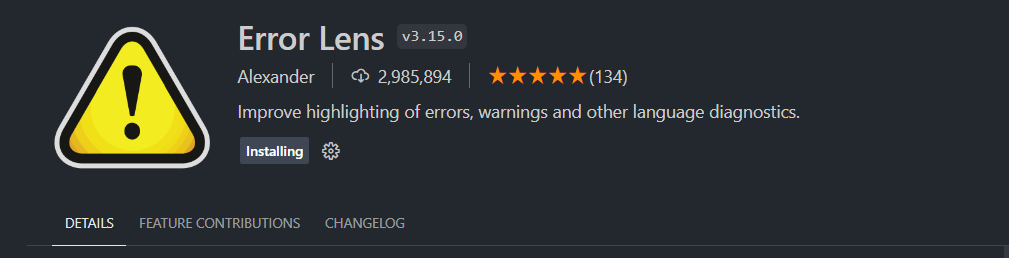 Error Lens v3.15.0
Alexander 2,985,894 ★★★★★(134)
Improve highlighting of errors, warnings and other language diagnostics.
Installing
DETAILS FEATURE CONTRIBUTIONS CHANGELOG